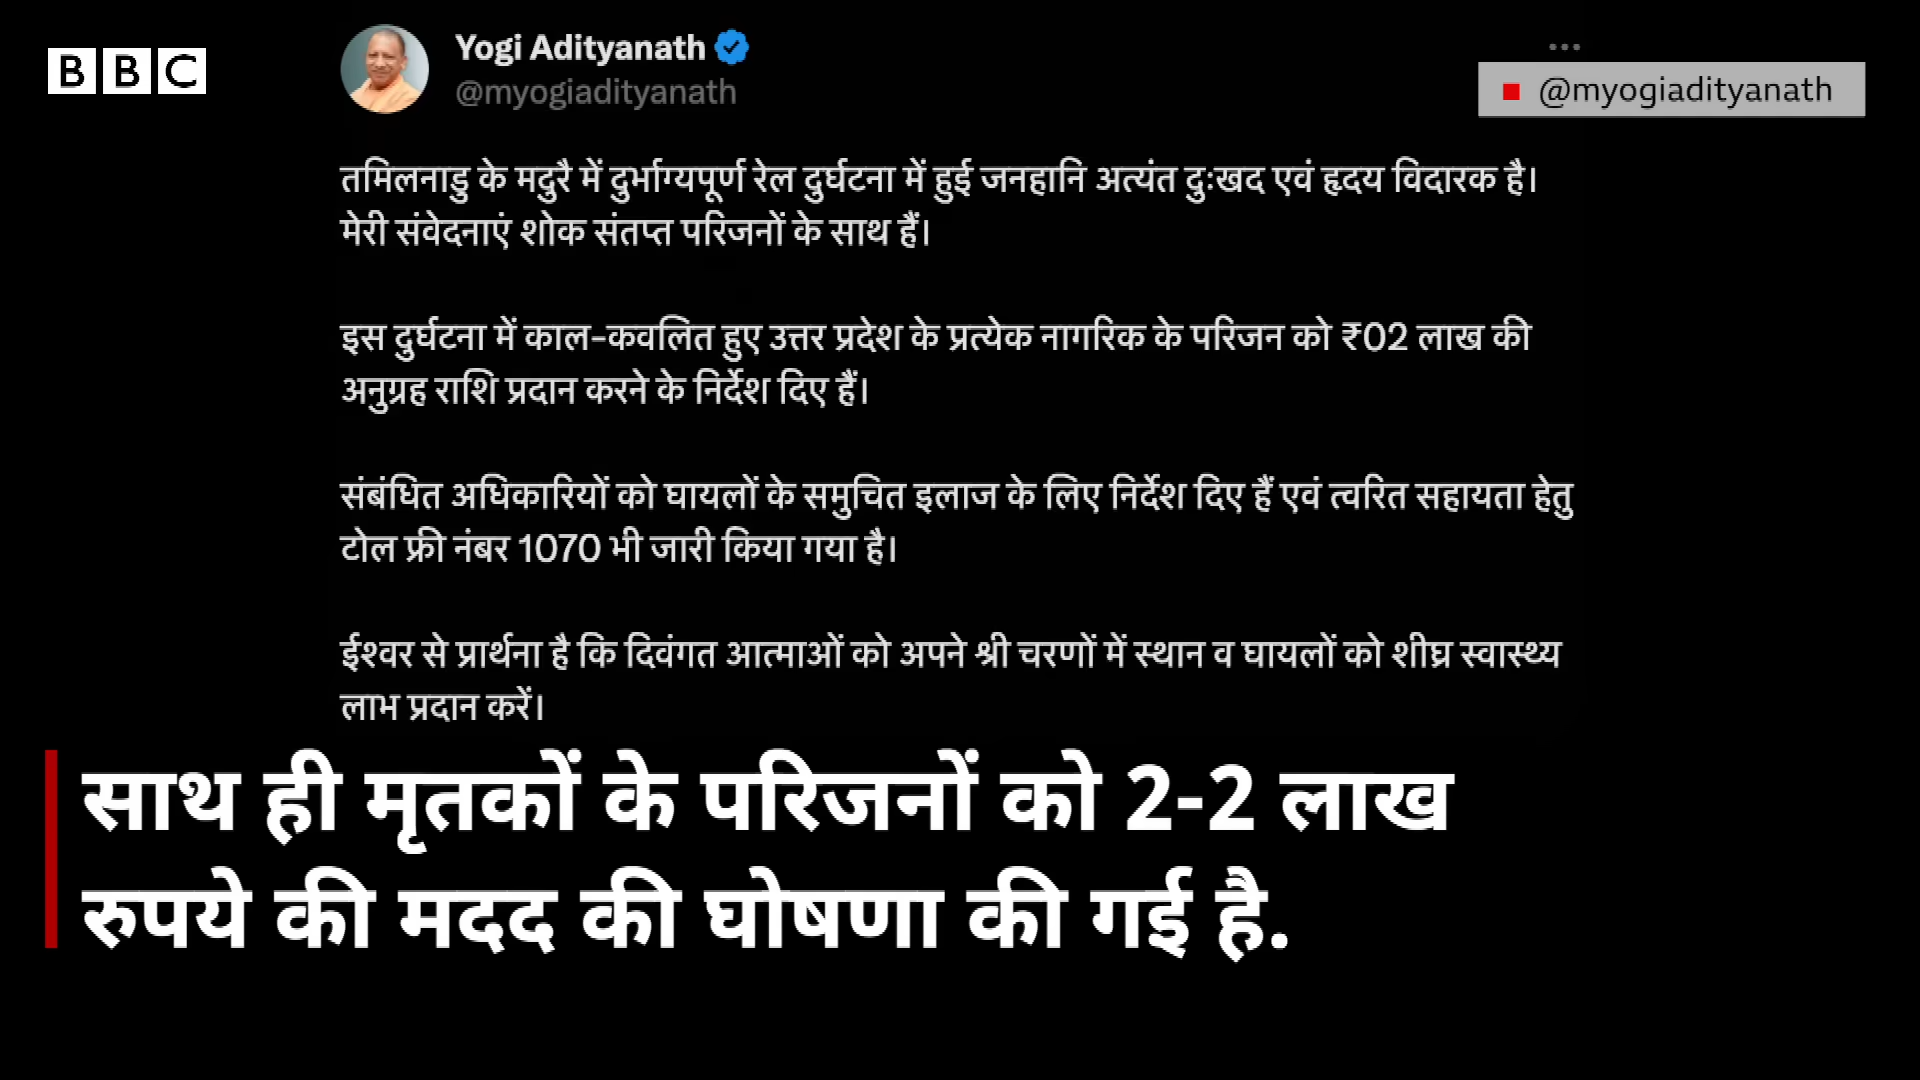 BBC
Yogi Adityanath
@myogiadityanath
@myogiadityanath
तमिलनाडु के मदुरै में दुर्भाग्यपूर्ण रेल दुर्घटना में हुई जनहानि अत्यंत दुःखद एवं हृदय विदारक है।
मेरी संवेदनाएं शोक संतप्त परिजनों के साथ हैं।
इस दुर्घटना में काल-कवलित हुए उत्तर प्रदेश के प्रत्येक नागरिक के परिजन को ₹02 लाख की
अनुग्रह राशि प्रदान करने के निर्देश दिए हैं।
संबंधित अधिकारियों को घायलों के समुचित इलाज के लिए निर्देश दिए हैं एवं त्वरित सहायता हेतु
टोल फ्री नंबर 1070 भी जारी किया गया है।
ईश्वर से प्रार्थना है कि दिवंगत आत्माओं को अपने श्री चरणों में स्थान व घायलों को शीघ्र स्वास्थ्य
लाभ प्रदान करें।
साथ ही मृतकों के परिजनों को 2-2 लाख
रुपये की मदद की घोषणा की गई है.